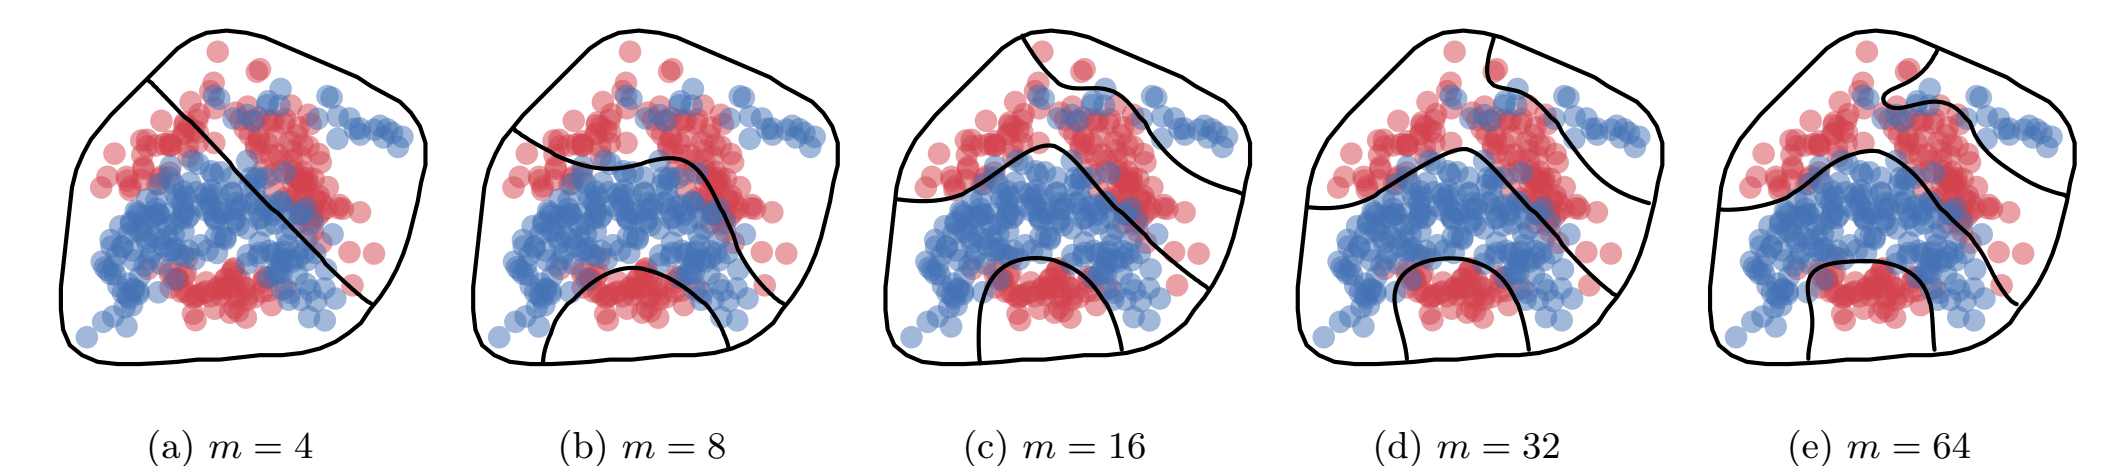 (a) m = 4
(b) m = 8
(c) m = 16
(d) m = 32
(e) m = 64